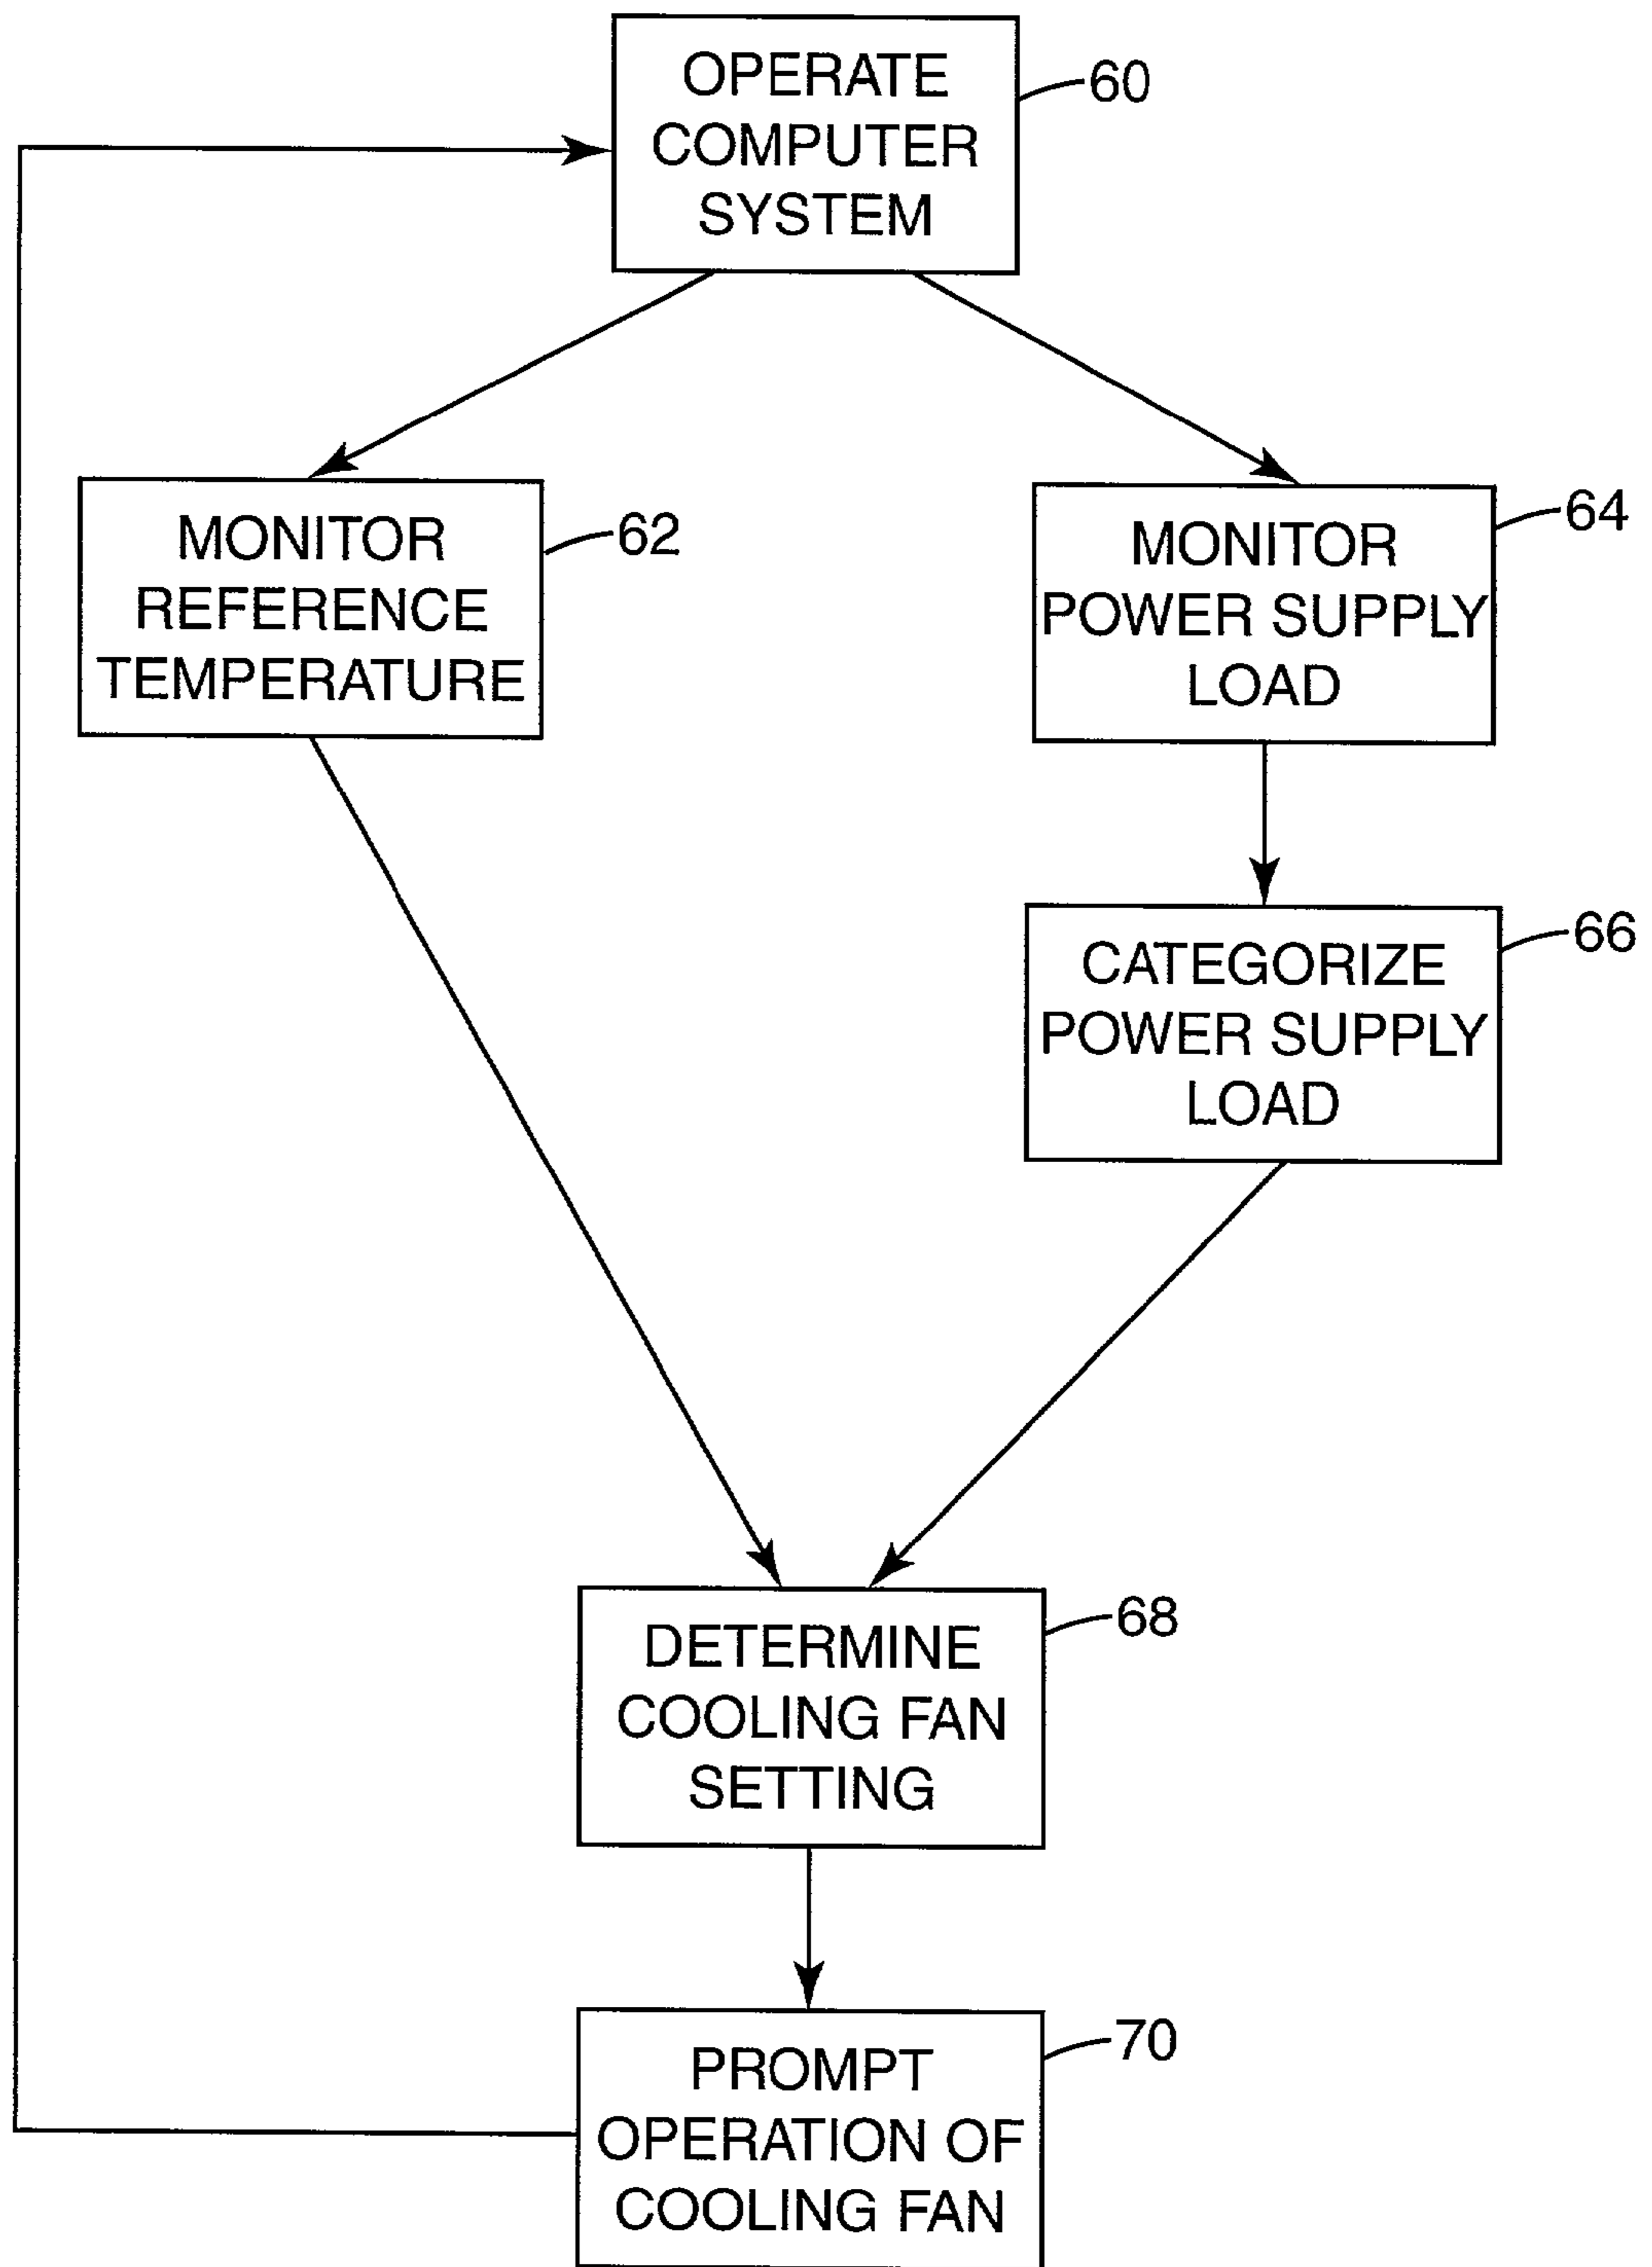 OPERATE
COMPUTER
SYSTEM
60
MONITOR
REFERENCE
TEMPERATURE
62
MONITOR
POWER SUPPLY
LOAD
64
CATEGORIZE
POWER SUPPLY
LOAD
66
DETERMINE
COOLING FAN
SETTING
68
PROMPT
OPERATION OF
COOLING FAN
70